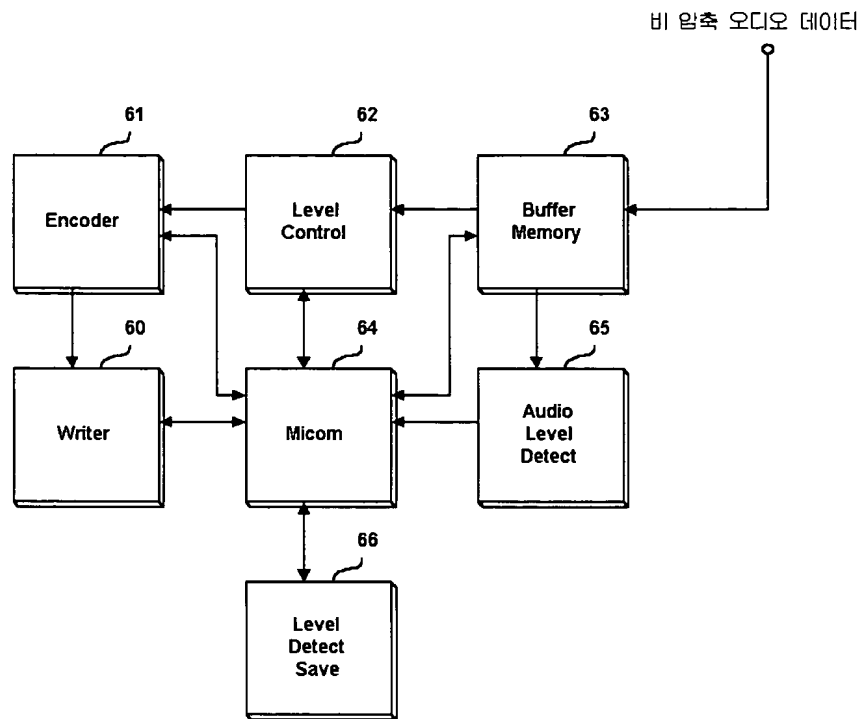 비 압축 오디오 데이터
61
62
63
Encoder
Level
Control
Buffer
Memory
60
64
65
Writer
Micom
Audio
Level
Detect
66
Level
Detect
Save